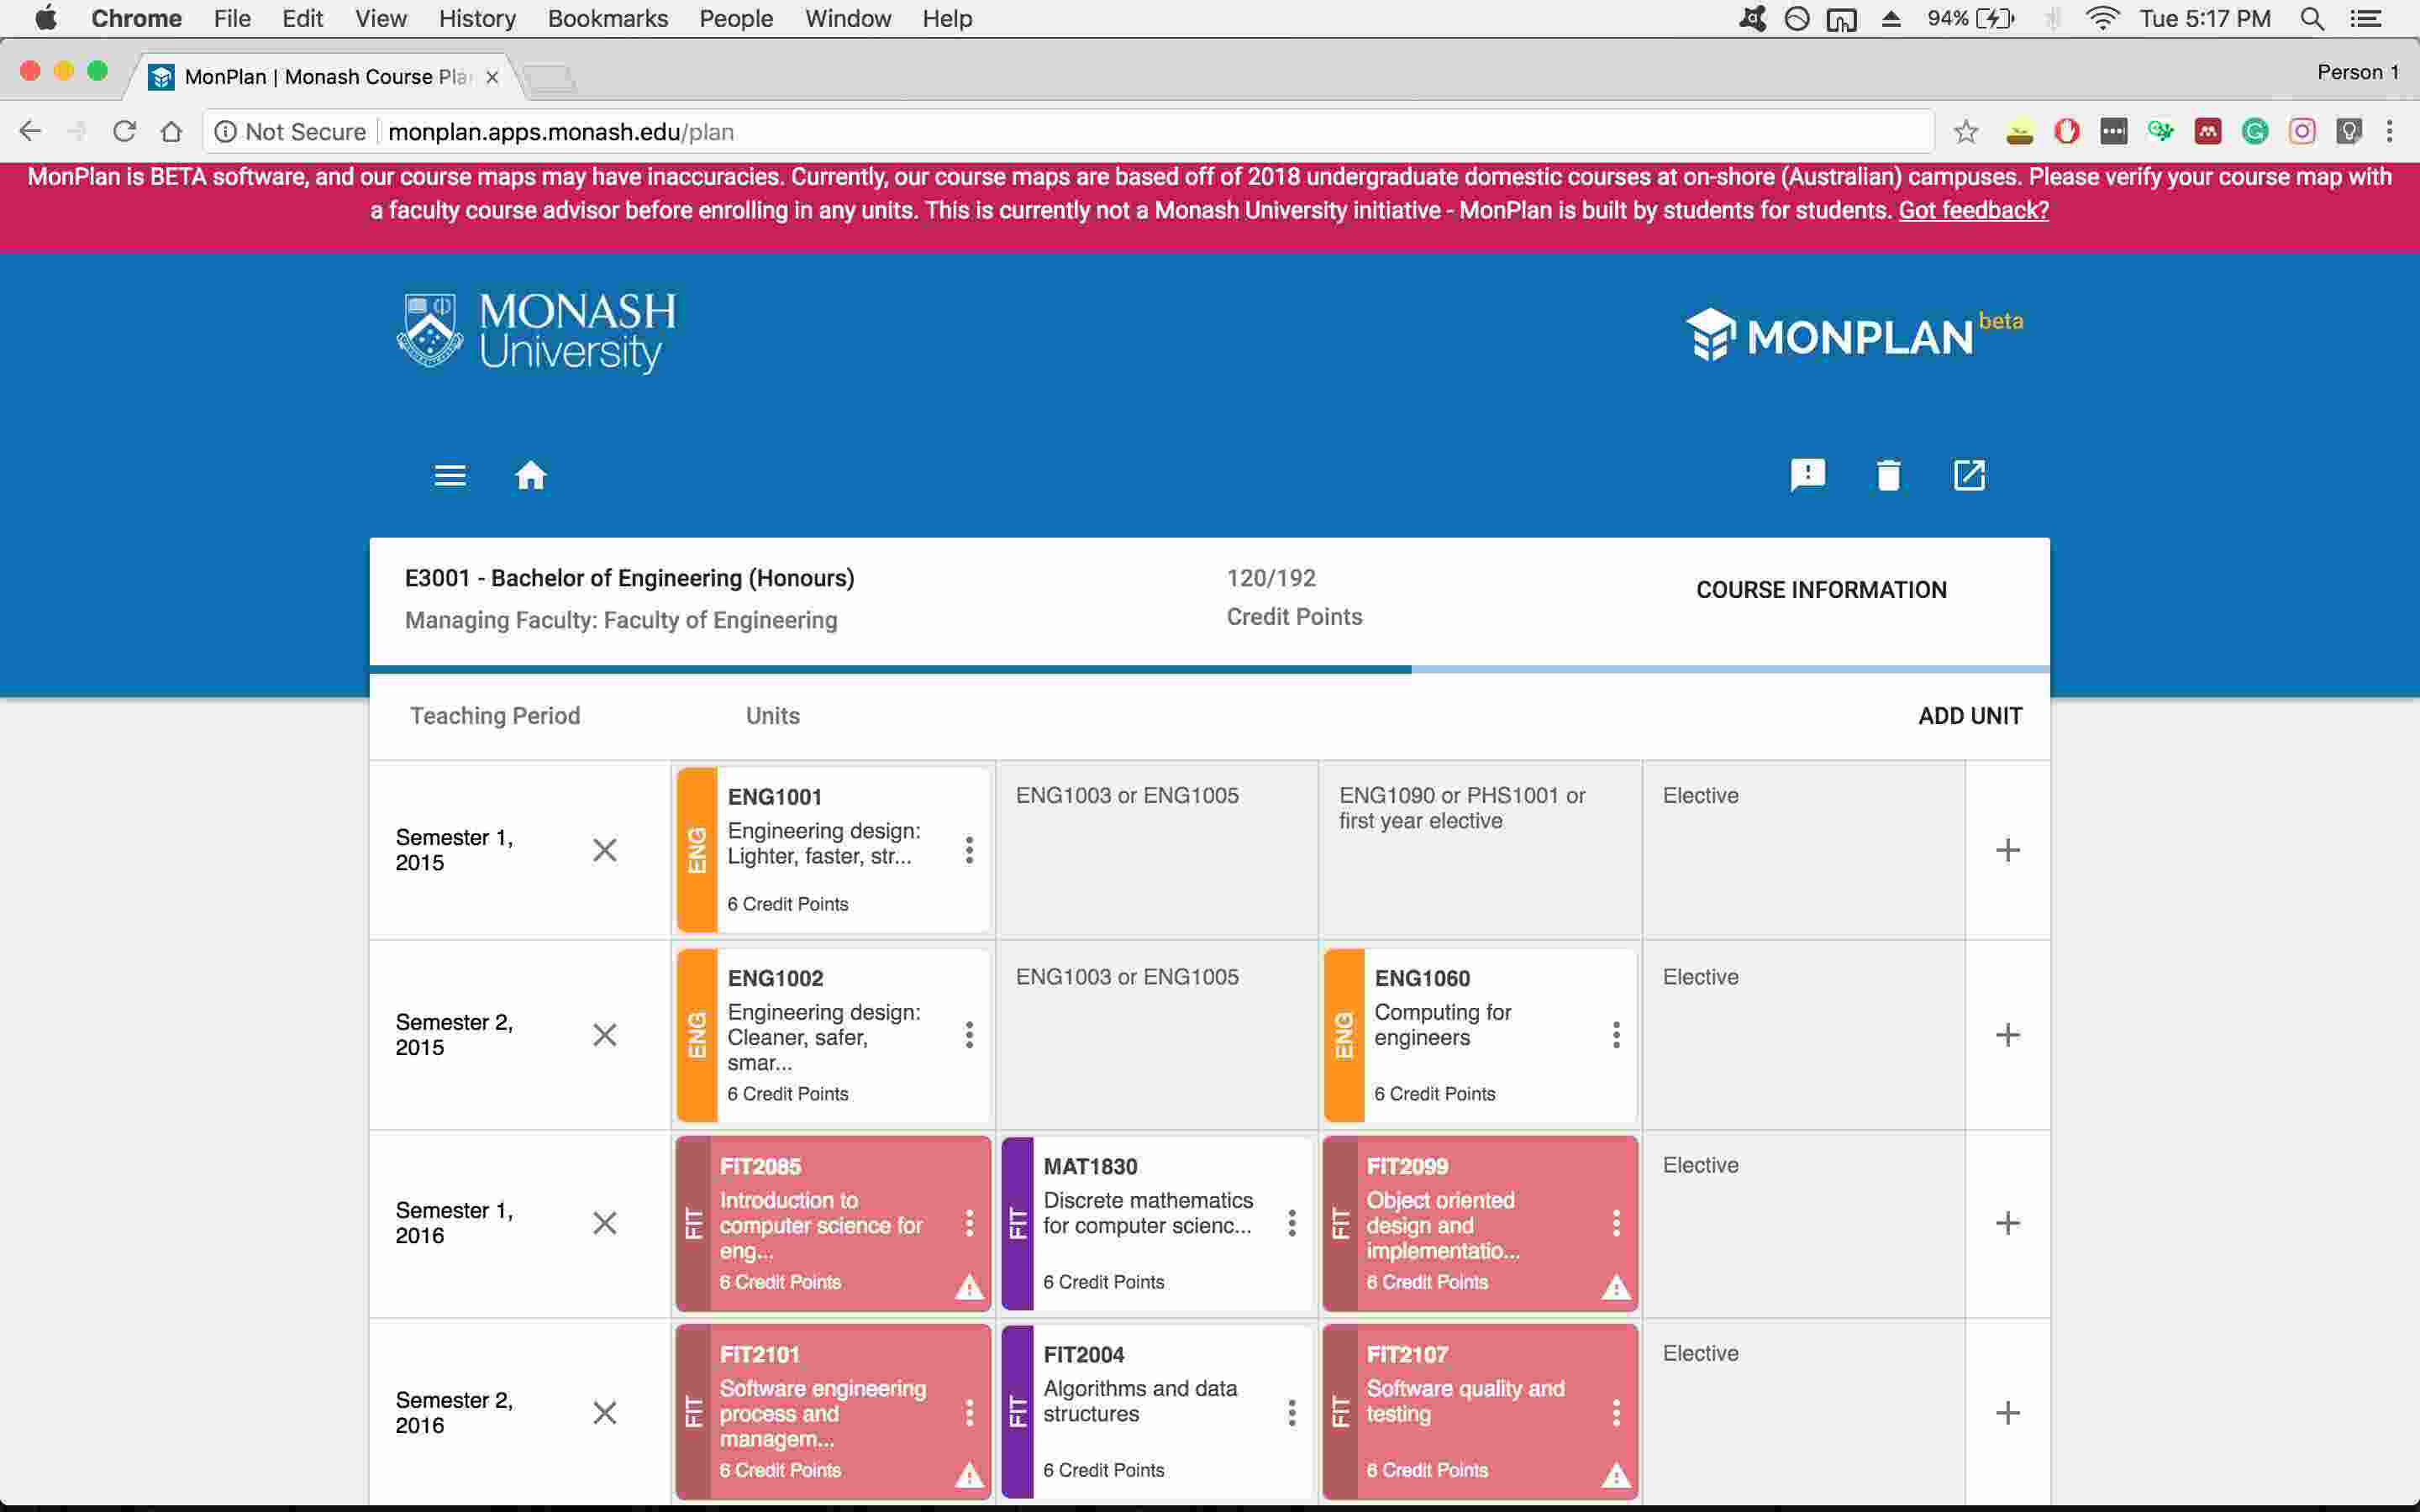 Chrome File Edit View History Bookmarks People Window Help 94% Tue 5:17 PM
MonPlan | Monash Course Pla
Person 1
Not Secure monplan.apps.monash.edu/plan
MonPlan is BETA software, and our course maps may have inaccuracies. Currently, our course maps are based off of 2018 undergraduate domestic courses at on-shore (Australian) campuses. Please verify your course map with
a faculty course advisor before enrolling in any units. This is currently not a Monash University initiative - MonPlan is built by students for students. Got feedback?
MONASH
University
MONPLAN beta
E3001 - Bachelor of Engineering (Honours)
Managing Faculty: Faculty of Engineering
120/192
Credit Points
COURSE INFORMATION
Teaching Period Units ADD UNIT
Semester 1,
2015
ENG
ENG1001
Engineering design:
Lighter, faster, str...
6 Credit Points
ENG1003 or ENG1005
ENG1090 or PHS1001 or
first year elective
Elective
Semester 2,
2015
ENG
ENG1002
Engineering design:
Cleaner, safer,
smar...
6 Credit Points
ENG1003 or ENG1005
ENG
ENG1060
Computing for
engineers
6 Credit Points
Elective
Semester 1,
2016
FIT
FIT2085
Introduction to
computer science for
eng...
6 Credit Points
FIT
MAT1830
Discrete mathematics
for computer scienc...
6 Credit Points
FIT
FIT2099
Object oriented
design and
implementatio...
6 Credit Points
Elective
Semester 2,
2016
FIT
FIT2101
Software engineering
process and
managem...
6 Credit Points
FIT
FIT2004
Algorithms and data
structures
6 Credit Points
FIT
FIT2107
Software quality and
testing
6 Credit Points
Elective